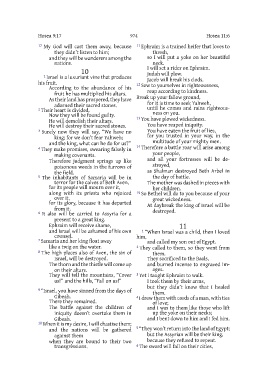 Hosea 9:17
974
Hosea 11:6
17 My God will cast them away, because
they didn't listen to him;
and they will be wanderers among the
nations.
10
1 Israel is a luxuriant vine that produces
his fruit.
According to the abundance of his
fruit he has multiplied his altars.
As their land has prospered, they have
adorned their sacred stones.
2 Their heart is divided.
Now they will be found guilty.
He will demolish their altars.
He will destroy their sacred stones.
3 Surely now they will say, "We have no
king; for we don't fear Yahweh;
and the king, what can he do for us?"
4 They make promises, swearing falsely in
making covenants.
Therefore judgment springs up like
poisonous weeds in the furrows of
the field.
5 The inhabitants of Samaria will be in
terror for the calves of Beth Aven,
for its people will mourn over it,
along with its priests who rejoiced
over it,
for its glory, because it has departed
from it.
6 It also will be carried to Assyria for a
present to a great king.
Ephraim will receive shame,
and Israel will be ashamed of his own
counsel.
7 Samaria and her king float away
like a twig on the water.
8 The high places also of Aven, the sin of
Israel, will be destroyed.
The thorn and the thistle will come up
on their altars.
They will tell the mountains, "Cover
us!" and the hills, "Fall on us!"
9 "Israel, you have sinned from the days of
Gibeah.
There they remained.
The battle against the children of
iniquity doesn't overtake them in
Gibeah.
10 When it is my desire, I will chastise them;
and the nations will be gathered
against them
when they are bound to their two
transgressions.
11 Ephraim is a trained heifer that loves to
thresh,
so I will put a yoke on her beautiful
neck.
I will set a rider on Ephraim.
Judah will plow.
Jacob will break his clods.
12 Sow to yourselves in righteousness,
reap according to kindness.
Break up your fallow ground,
for it is time to seek Yahweh,
until he comes and rains righteous-
ness on you.
13 You have plowed wickedness.
You have reaped iniquity.
You have eaten the fruit of lies,
for you trusted in your way, in the
multitude of your mighty men.
14 Therefore a battle roar will arise among
your people,
and all your fortresses will be de-
stroyed,
as Shalman destroyed Beth Arbel in
the day of battle.
The mother was dashed in pieces with
her children.
15 So Bethel will do to you because of your
great wickedness.
At daybreak the king of Israel will be
destroyed.
11
1 "When Israel was a child, then I loved
him,
and called my son out of Egypt.
2 They called to them, so they went from
them.
They sacrificed to the Baals,
and burned incense to engraved im-
ages.
3 Yet I taught Ephraim to walk.
I took them by their arms,
but they didn't know that I healed
them.
4 I drew them with cords of a man, with ties
of love;
and I was to them like those who lift
up the yoke on their necks;
and I bent down to him and I fed him.
5 "They won't return into the land of Egypt;
but the Assyrian will be their king,
because they refused to repent.
6 The sword will fall on their cities,